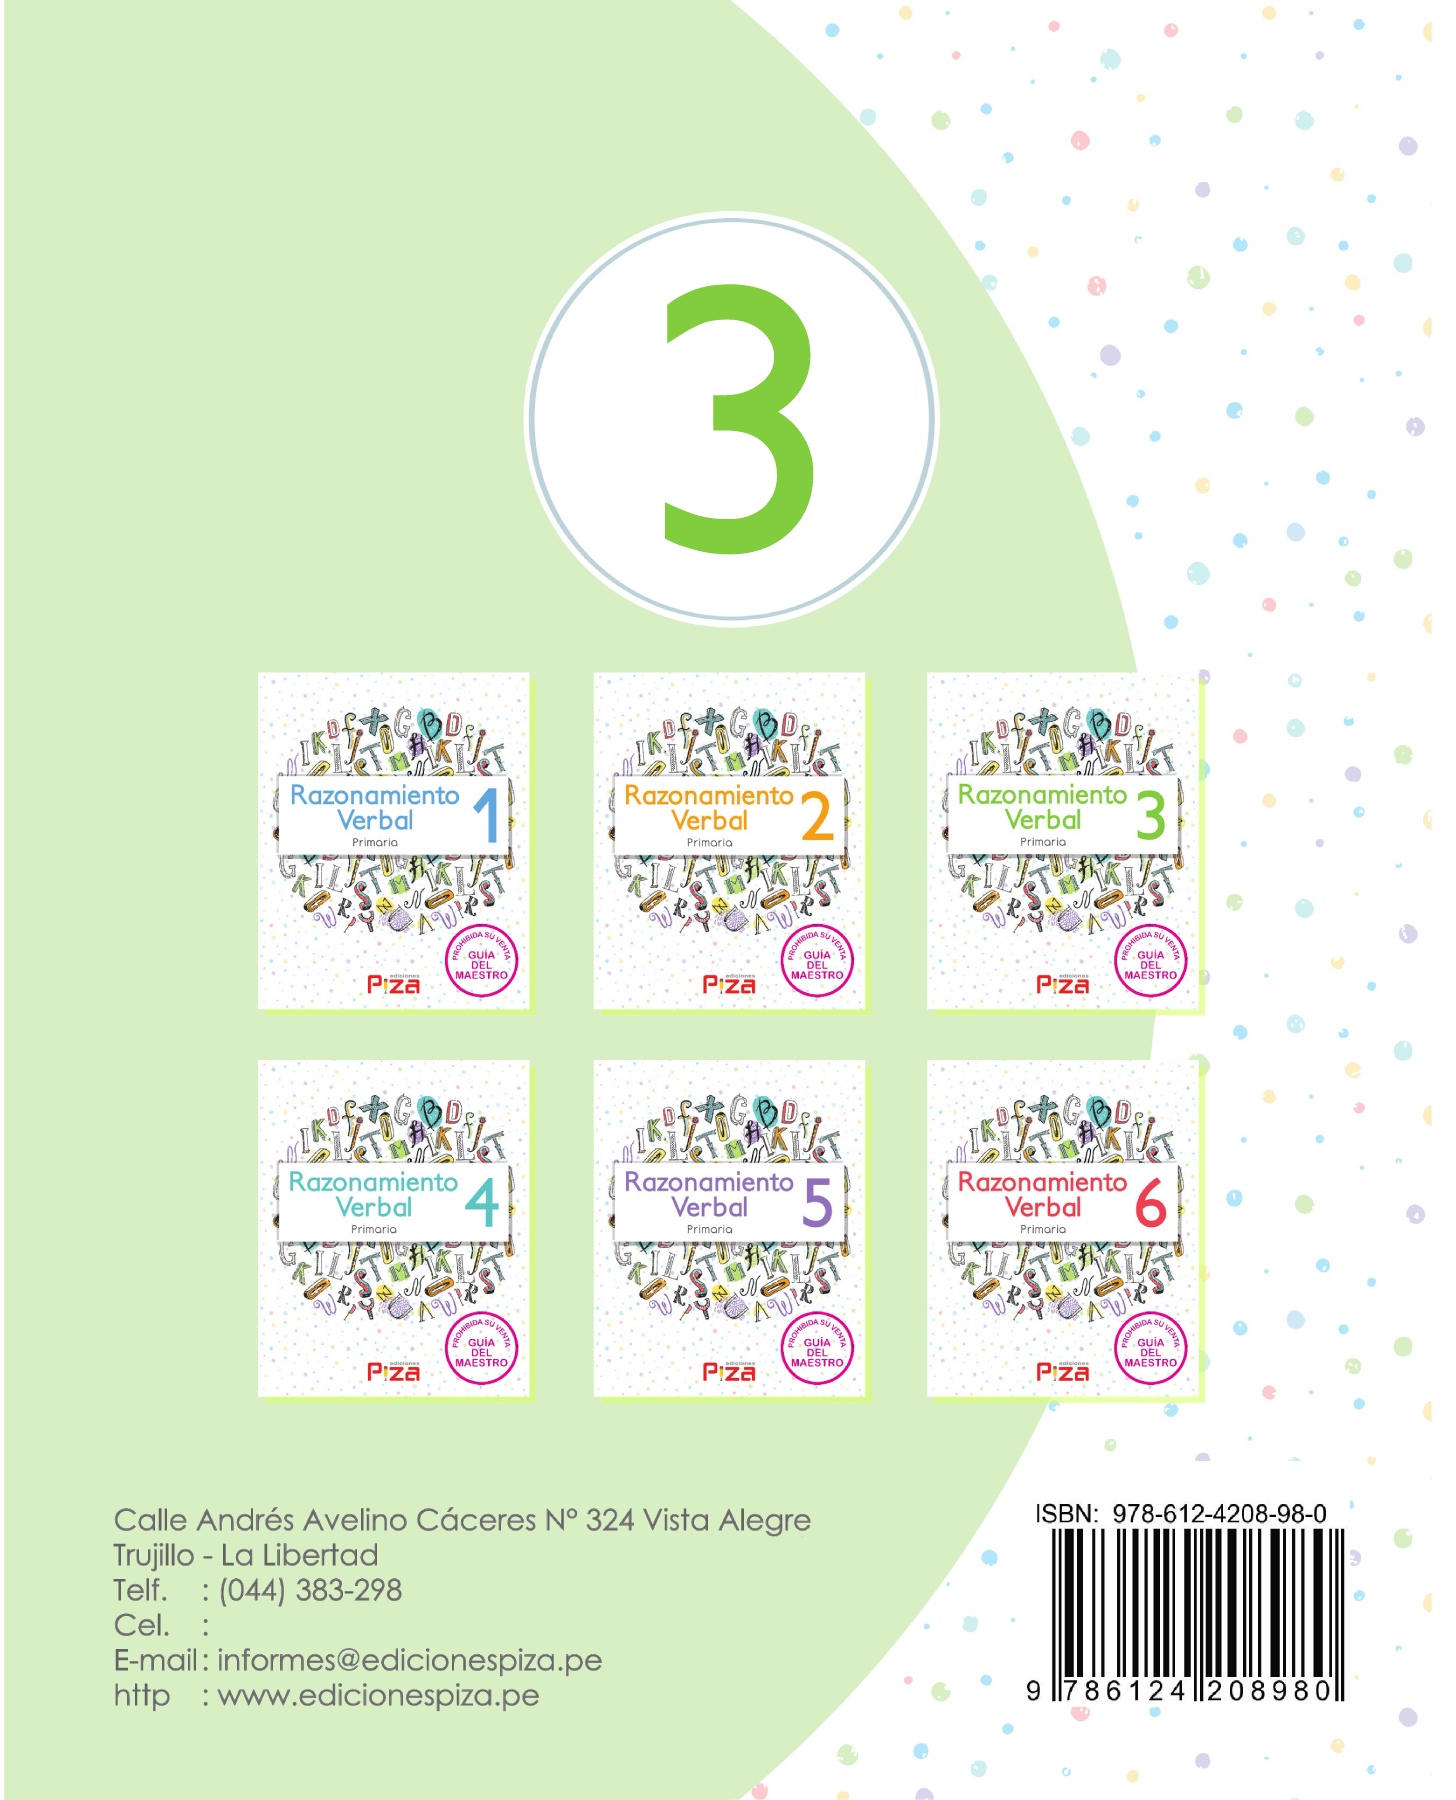 3
Razonamiento
Verbal
1
Primaria
PROHIBIDA SU VENTA
GUÍA
DEL
MAESTRO
ediciones
Piza
Razonamiento
Verbal
2
Primaria
PROHIBIDA SU VENTA
GUÍA
DEL
MAESTRO
ediciones
Piza
Razonamiento
Verbal
3
Primaria
PROHIBIDA SU VENTA
GUÍA
DEL
MAESTRO
ediciones
Piza
Razonamiento
Verbal
4
Primaria
PROHIBIDA SU VENTA
GUÍA
DEL
MAESTRO
ediciones
Piza
Razonamiento
Verbal
5
Primaria
PROHIBIDA SU VENTA
GUÍA
DEL
MAESTRO
ediciones
Piza
Razonamiento
Verbal
6
Primaria
PROHIBIDA SU VENTA
GUÍA
DEL
MAESTRO
ediciones
Piza
Calle Andrés Avelino Cáceres N° 324 Vista Alegre
Trujillo - La Libertad
Telf. : (044) 383-298
Cel. :
E-mail : informes@edicionespiza.pe
http : www.edicionespiza.pe
ISBN: 978-612-4208-98-0
9 786124 208980